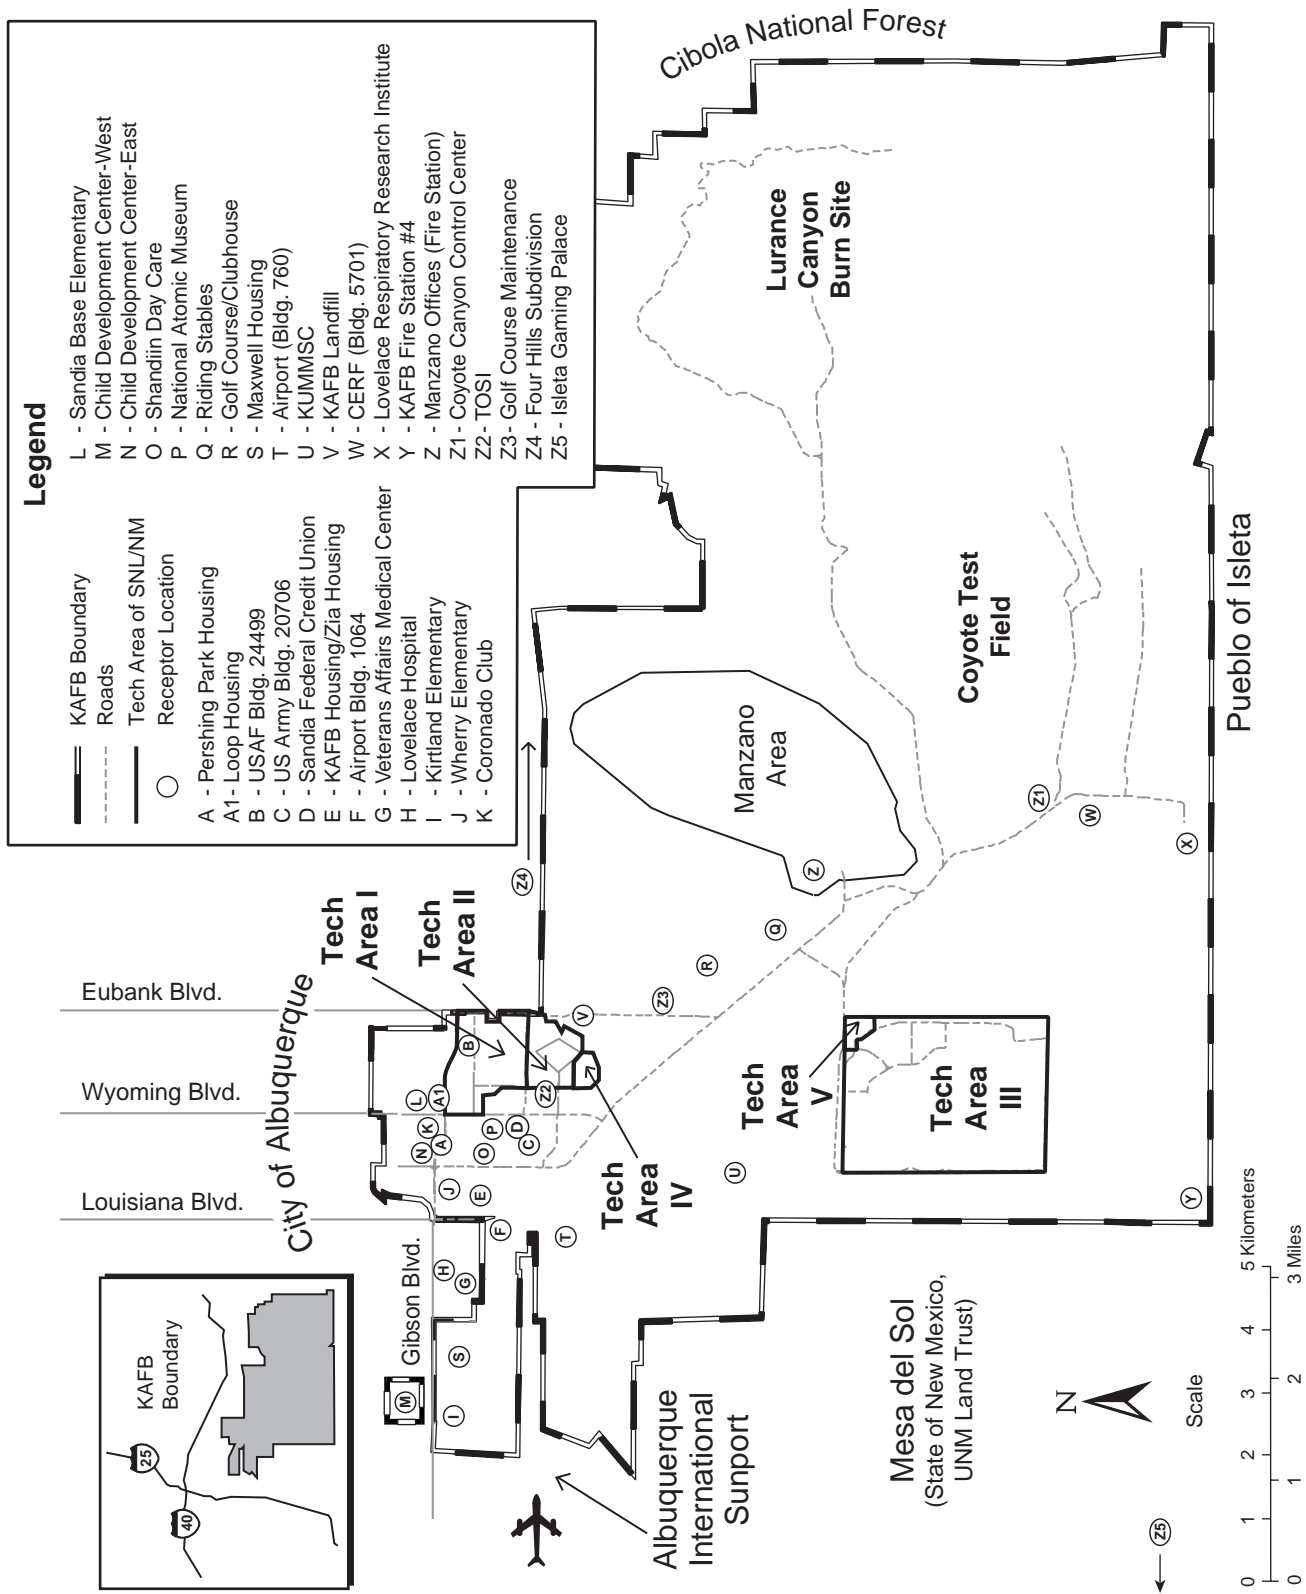 Legend
KAFB Boundary
Roads
Tech Area of SNL/NM
Receptor Location
A - Pershing Park Housing
A1 - Loop Housing
B - USAF Bldg. 24499
C - US Army Bldg. 20706
D - Sandia Federal Credit Union
E - KAFB Housing/Zia Housing
F - Airport Bldg. 1064
G - Veterans Affairs Medical Center
H - Lovelace Hospital
I - Kirtland Elementary
J - Wherry Elementary
K - Coronado Club
L - Sandia Base Elementary
M - Child Development Center-West
N - Child Development Center-East
O - Shandiin Day Care
P - National Atomic Museum
Q - Riding Stables
R - Golf Course/Clubhouse
S - Maxwell Housing
T - Airport (Bldg. 760)
U - KUMMSC
V - KAFB Landfill
W - CERF (Bldg. 5701)
X - Lovelace Respiratory Research Institute
Y - KAFB Fire Station #4
Z - Manzano Offices (Fire Station)
Z1- Coyote Canyon Control Center
Z2- TOSI
Z3- Golf Course Maintenance
Z4 - Four Hills Subdivision
Z5 - Isleta Gaming Palace
KAFB
Boundary
25
40
Louisiana Blvd.
Wyoming Blvd.
Eubank Blvd.
City of Albuquerque
Gibson Blvd.
Tech
Area I
Tech
Area II
Tech
Area
IV
Tech
Area
V
Tech
Area
III
Manzano
Area
Coyote Test
Field
Lurance
Canyon
Burn Site
Cibola National Forest
Pueblo of Isleta
Albuquerque
International
Sunport
Mesa del Sol
(State of New Mexico,
UNM Land Trust)
M
I
S
H
G
F
J
E
N
K
A
L
A1
O
P
D
C
B
Z2
T
V
Z4
Z3
R
Q
Z
U
Z1
W
X
Y
Z5
N
Scale
0 1 2 3 4 5 Kilometers
0 1 2 3 Miles